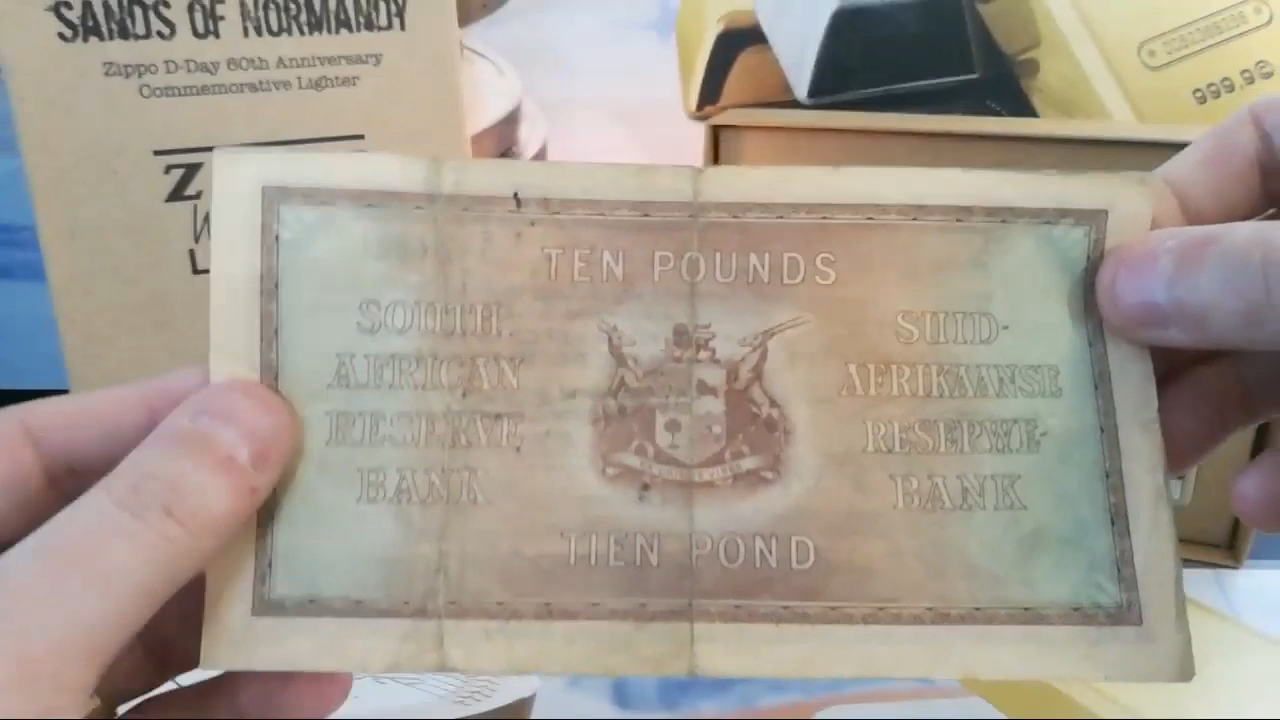 SANDS OF NORMANDY
Zippo D-Day 60th Anniversary
Commemorative Lighter
999,9
TEN POUNDS
SOUTH
AFRICAN
RESERVE
BANK
SUID-
AFRIKAANSE
RESERWE-
BANK
TIEN POND